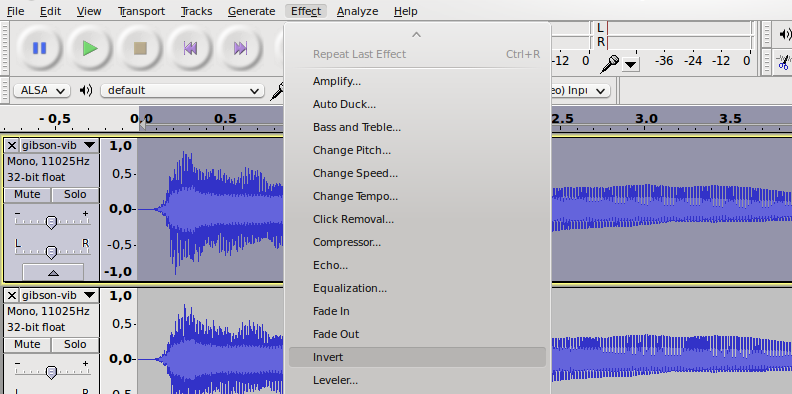 File Edit View Transport Tracks Generate Effect Analyze Help
L
R
-12 0 -36 -24 -12 0
Repeat Last Effect Ctrl+R
ALSA default
- 0,5 0,0 0.5 2.5 3.0 3.5
Amplify...
Auto Duck...
Bass and Treble...
Change Pitch...
Change Speed...
Change Tempo...
Click Removal...
Compressor...
Echo...
Equalization...
Fade In
Fade Out
Invert
Leveler...
gibson-vib
Mono, 11025Hz
32-bit float
Mute Solo
- +
L R
1,0
0,5-
0,0-
-0,5-
-1,0
gibson-vib
Mono, 11025Hz
32-bit float
Mute Solo
- +
L R
1,0
0,5-
0,0-